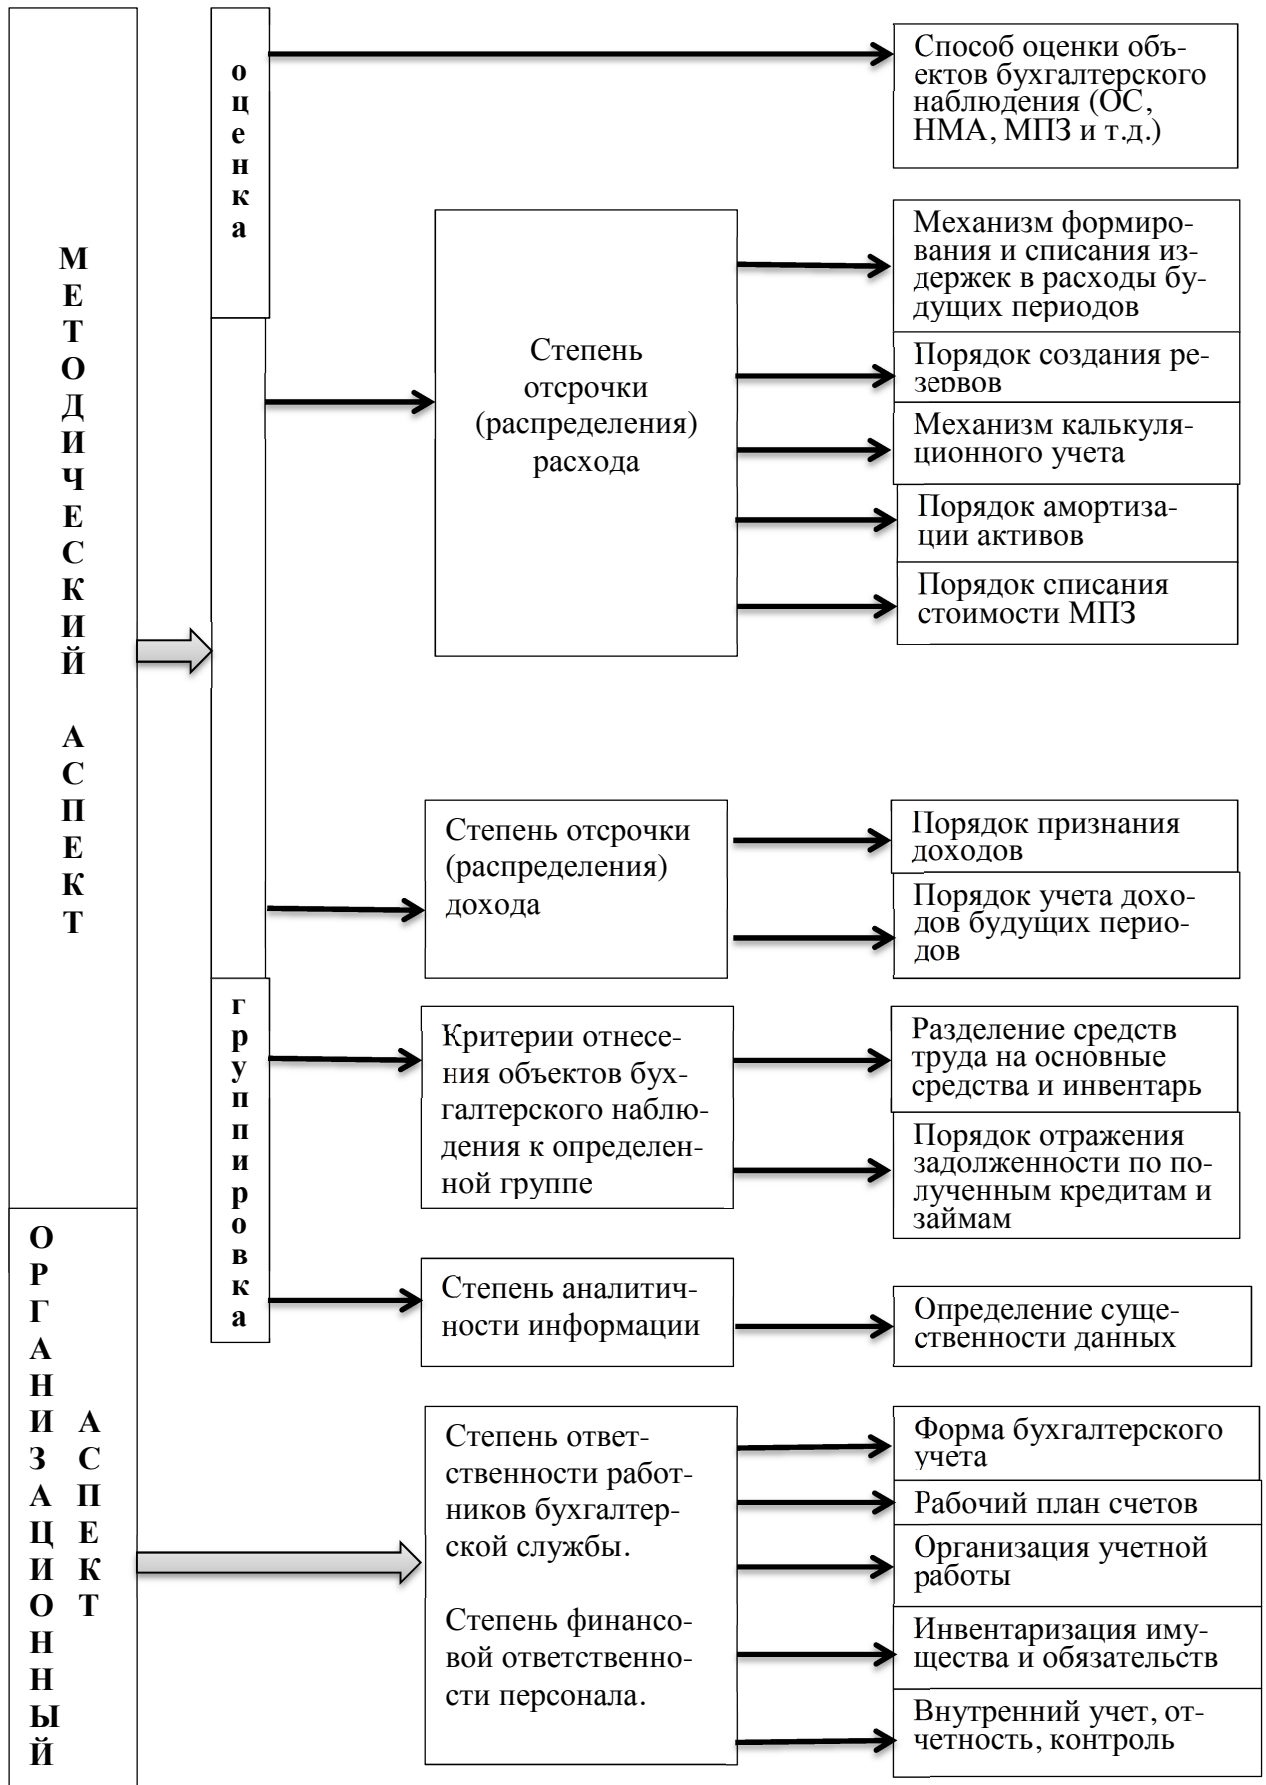 МЕТОДИЧЕСКИЙ АСПЕКТ
оценка
Способ оценки объ-
ектов бухгалтерского
наблюдения (ОС,
НМА, МПЗ и т.д.)
Степень
отсрочки
(распределения)
расхода
Механизм формиро-
вания и списания из-
держек в расходы бу-
дущих периодов
Порядок создания ре-
зервов
Механизм калькуля-
ционного учета
Порядок амортиза-
ции активов
Порядок списания
стоимости МПЗ
Степень отсрочки
(распределения)
дохода
Порядок признания
доходов
Порядок учета дохо-
дов будущих перио-
дов
группировка
Критерии отнесе-
ния объектов бух-
галтерского наблю-
дения к определен-
ной группе
Разделение средств
труда на основные
средства и инвентарь
Порядок отражения
задолженности по по-
лученным кредитам и
займам
Степень аналитич-
ности информации
Определение суще-
ственности данных
ОРГАНИЗАЦИОННЫЙ
АСПЕКТ
Степень ответ-
ственности работ-
ников бухгалтер-
ской службы.
Степень финансо-
вой ответственно-
сти персонала.
Форма бухгалтерского
учета
Рабочий план счетов
Организация учетной
работы
Инвентаризация иму-
щества и обязательств
Внутренний учет, от-
четность, контроль